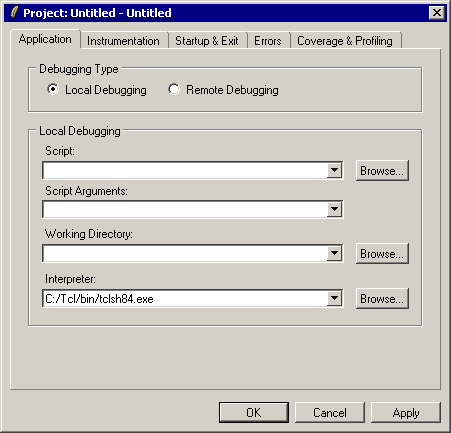 Project: Untitled - Untitled
Application Instrumentation Startup & Exit Errors Coverage & Profiling
Debugging Type
Local Debugging Remote Debugging
Local Debugging
Script:
Browse...
Script Arguments:
Working Directory:
Browse...
Interpreter:
C:/Tcl/bin/tclsh84.exe Browse...
OK Cancel Apply